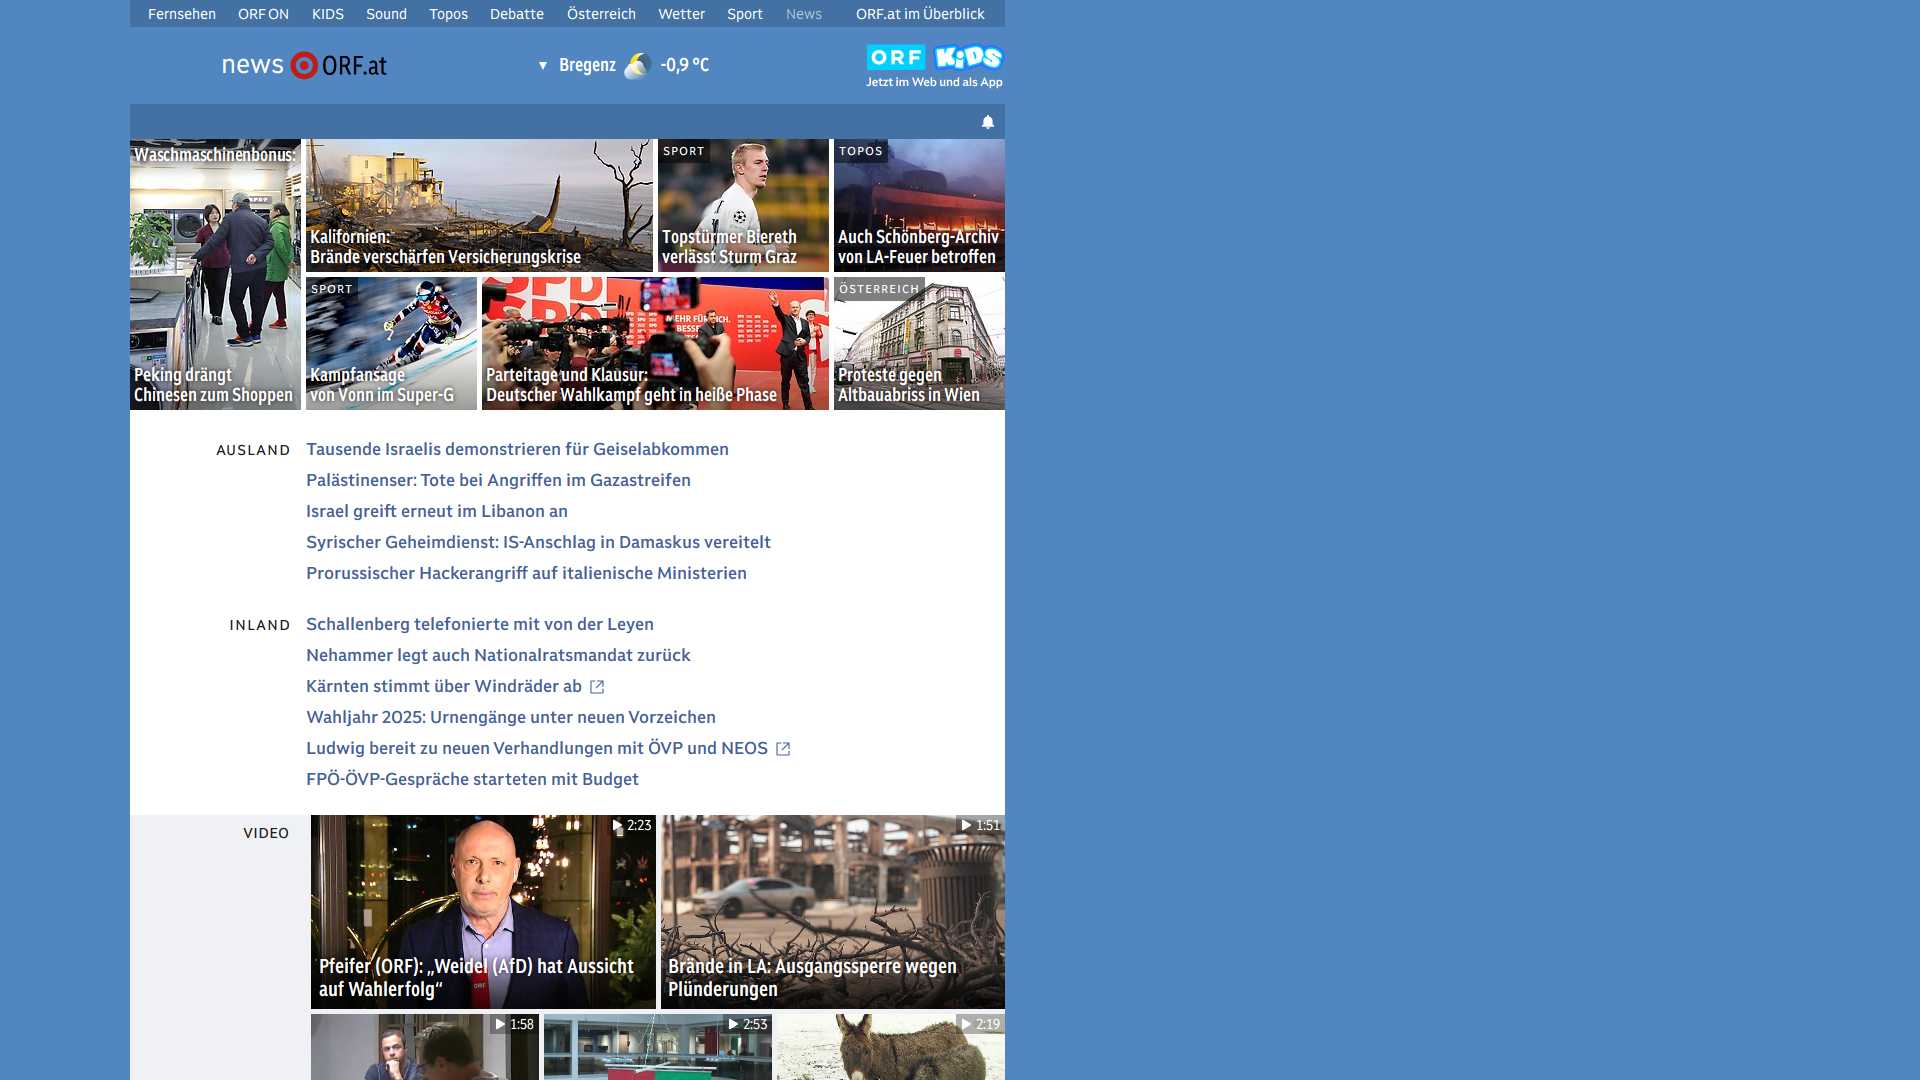 Fernsehen ORF ON KIDS Sound Topos Debatte Österreich Wetter Sport News ORF.at im Überblick
news ORF.at
Bregenz -0,9 °C
ORF KiDS
Jetzt im Web und als App
Waschmaschinenbonus:
Peking drängt
Chinesen zum Shoppen
Kalifornien:
Brände verschärfen Versicherungskrise
SPORT
Topstürmer Biereth
verlässt Sturm Graz
TOPOS
Auch Schönberg-Archiv
von LA-Feuer betroffen
SPORT
Kampfansage
von Vonn im Super-G
Parteitage und Klausur:
Deutscher Wahlkampf geht in heiße Phase
ÖSTERREICH
Proteste gegen
Altbauabriss in Wien
AUSLAND
Tausende Israelis demonstrieren für Geiselabkommen
Palästinenser: Tote bei Angriffen im Gazastreifen
Israel greift erneut im Libanon an
Syrischer Geheimdienst: IS-Anschlag in Damaskus vereitelt
Prorussischer Hackerangriff auf italienische Ministerien
INLAND
Schallenberg telefonierte mit von der Leyen
Nehammer legt auch Nationalratsmandat zurück
Kärnten stimmt über Windräder ab
Wahljahr 2025: Urnengänge unter neuen Vorzeichen
Ludwig bereit zu neuen Verhandlungen mit ÖVP und NEOS
FPÖ-ÖVP-Gespräche starteten mit Budget
VIDEO
2:23
Pfeifer (ORF): „Weidel (AfD) hat Aussicht
auf Wahlerfolg“
1:51
Brände in LA: Ausgangssperre wegen
Plünderungen
1:58
2:53
2:19